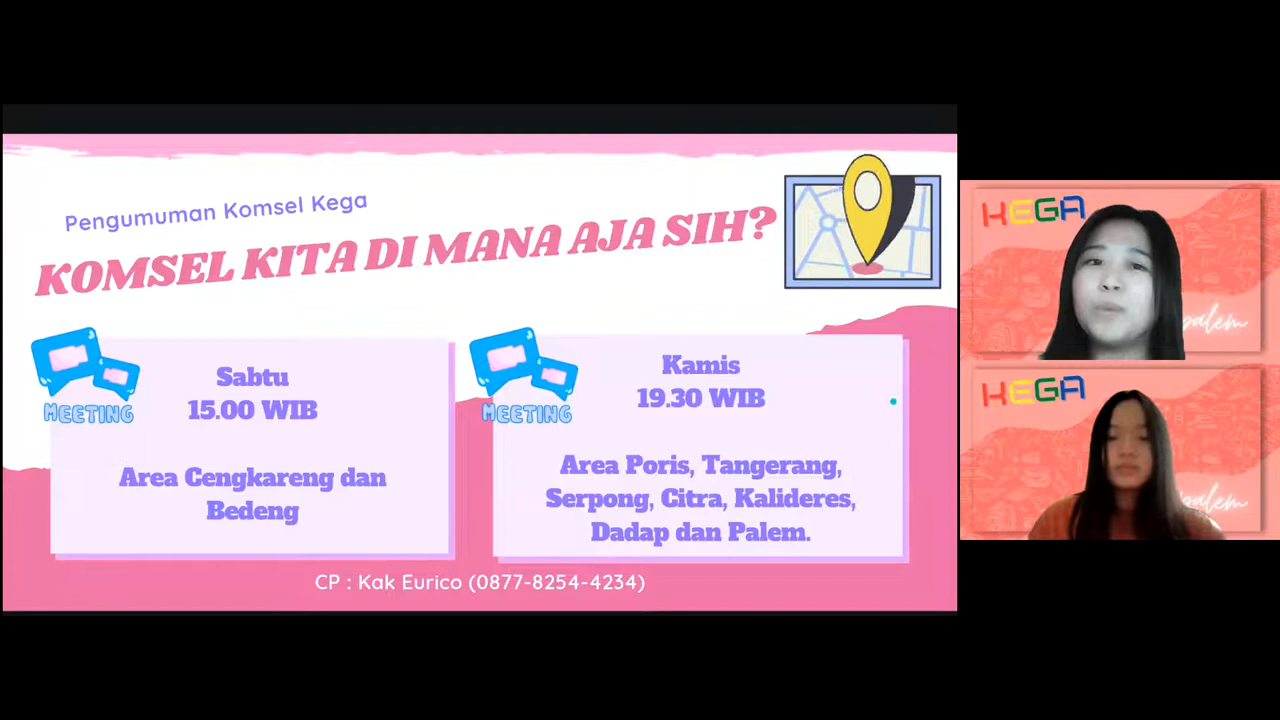 Pengumuman Komsel Kega
KOMSEL KITA DI MANA AJA SIH?
MEETING
Sabtu
15.00 WIB
Area Cengkareng dan
Bedeng
MEETING
Kamis
19.30 WIB
Area Poris, Tangerang,
Serpong, Citra, Kalideres,
Dadap dan Palem.
CP : Kak Eurico (0877-8254-4234)
KEGA
palem
KEGA
palem